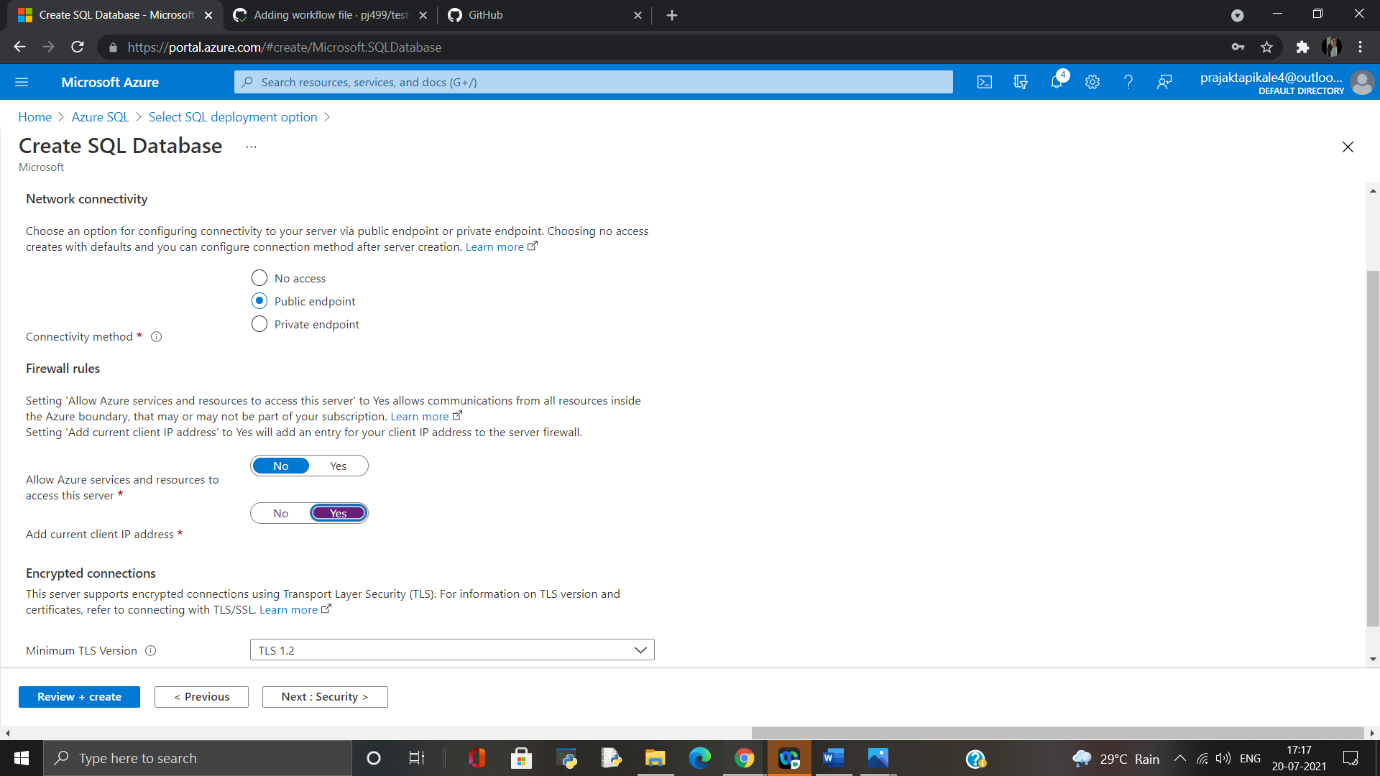 Create SQL Database - Microsoft
Adding workflow file · pj499/test
GitHub
https://portal.azure.com/#create/Microsoft.SQLDatabase
Microsoft Azure
Search resources, services, and docs (G+/)
4
prajaktapikale4@outloo...
DEFAULT DIRECTORY
Home > Azure SQL > Select SQL deployment option >
Create SQL Database ...
Microsoft
Network connectivity
Choose an option for configuring connectivity to your server via public endpoint or private endpoint. Choosing no access
creates with defaults and you can configure connection method after server creation. Learn more
No access
Public endpoint
Private endpoint
Connectivity method *
Firewall rules
Setting 'Allow Azure services and resources to access this server' to Yes allows communications from all resources inside
the Azure boundary, that may or may not be part of your subscription. Learn more
Setting 'Add current client IP address' to Yes will add an entry for your client IP address to the server firewall.
No Yes
Allow Azure services and resources to
access this server *
No Yes
Add current client IP address *
Encrypted connections
This server supports encrypted connections using Transport Layer Security (TLS). For information on TLS version and
certificates, refer to connecting with TLS/SSL. Learn more
Minimum TLS Version
TLS 1.2
Review + create
< Previous
Next : Security >
Type here to search
29°C Rain
ENG
17:17
20-07-2021